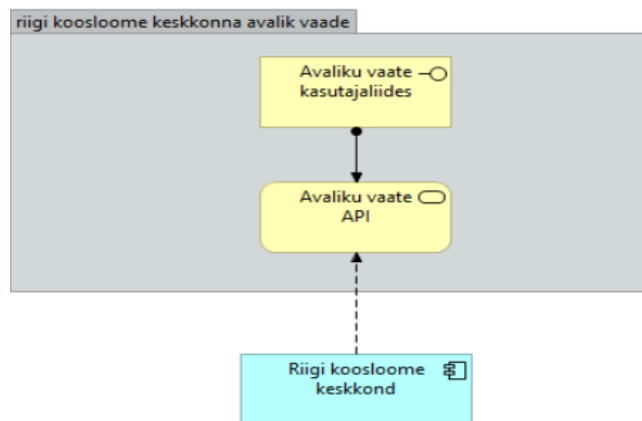 riigi koosloome keskkonna avalik vaade
Avaliku vaate
kasutajaliides
Avaliku vaate
API
Riigi koosloome
keskkond